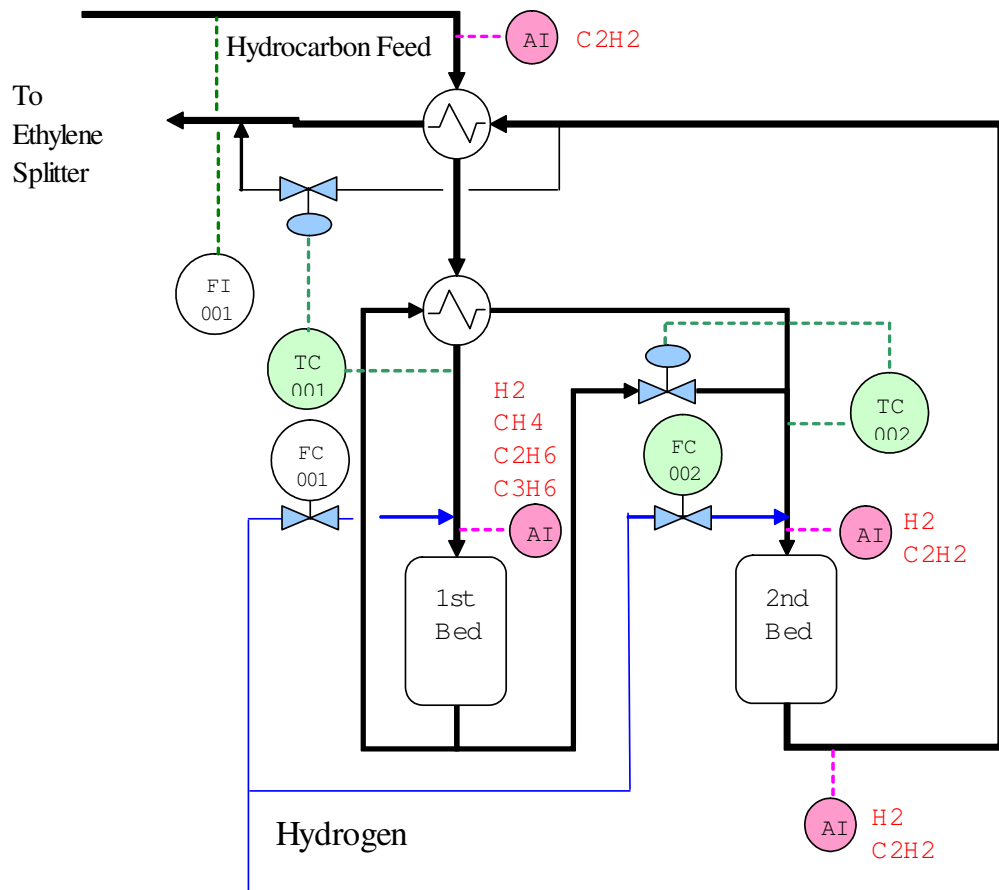 Hydrocarbon Feed
AI
C2H2
To
Ethylene
Splitter
FI
001
TC
001
H2
CH4
C2H6
C3H6
TC
002
FC
001
FC
002
AI
AI
H2
C2H2
1st
Bed
2nd
Bed
Hydrogen
AI
H2
C2H2